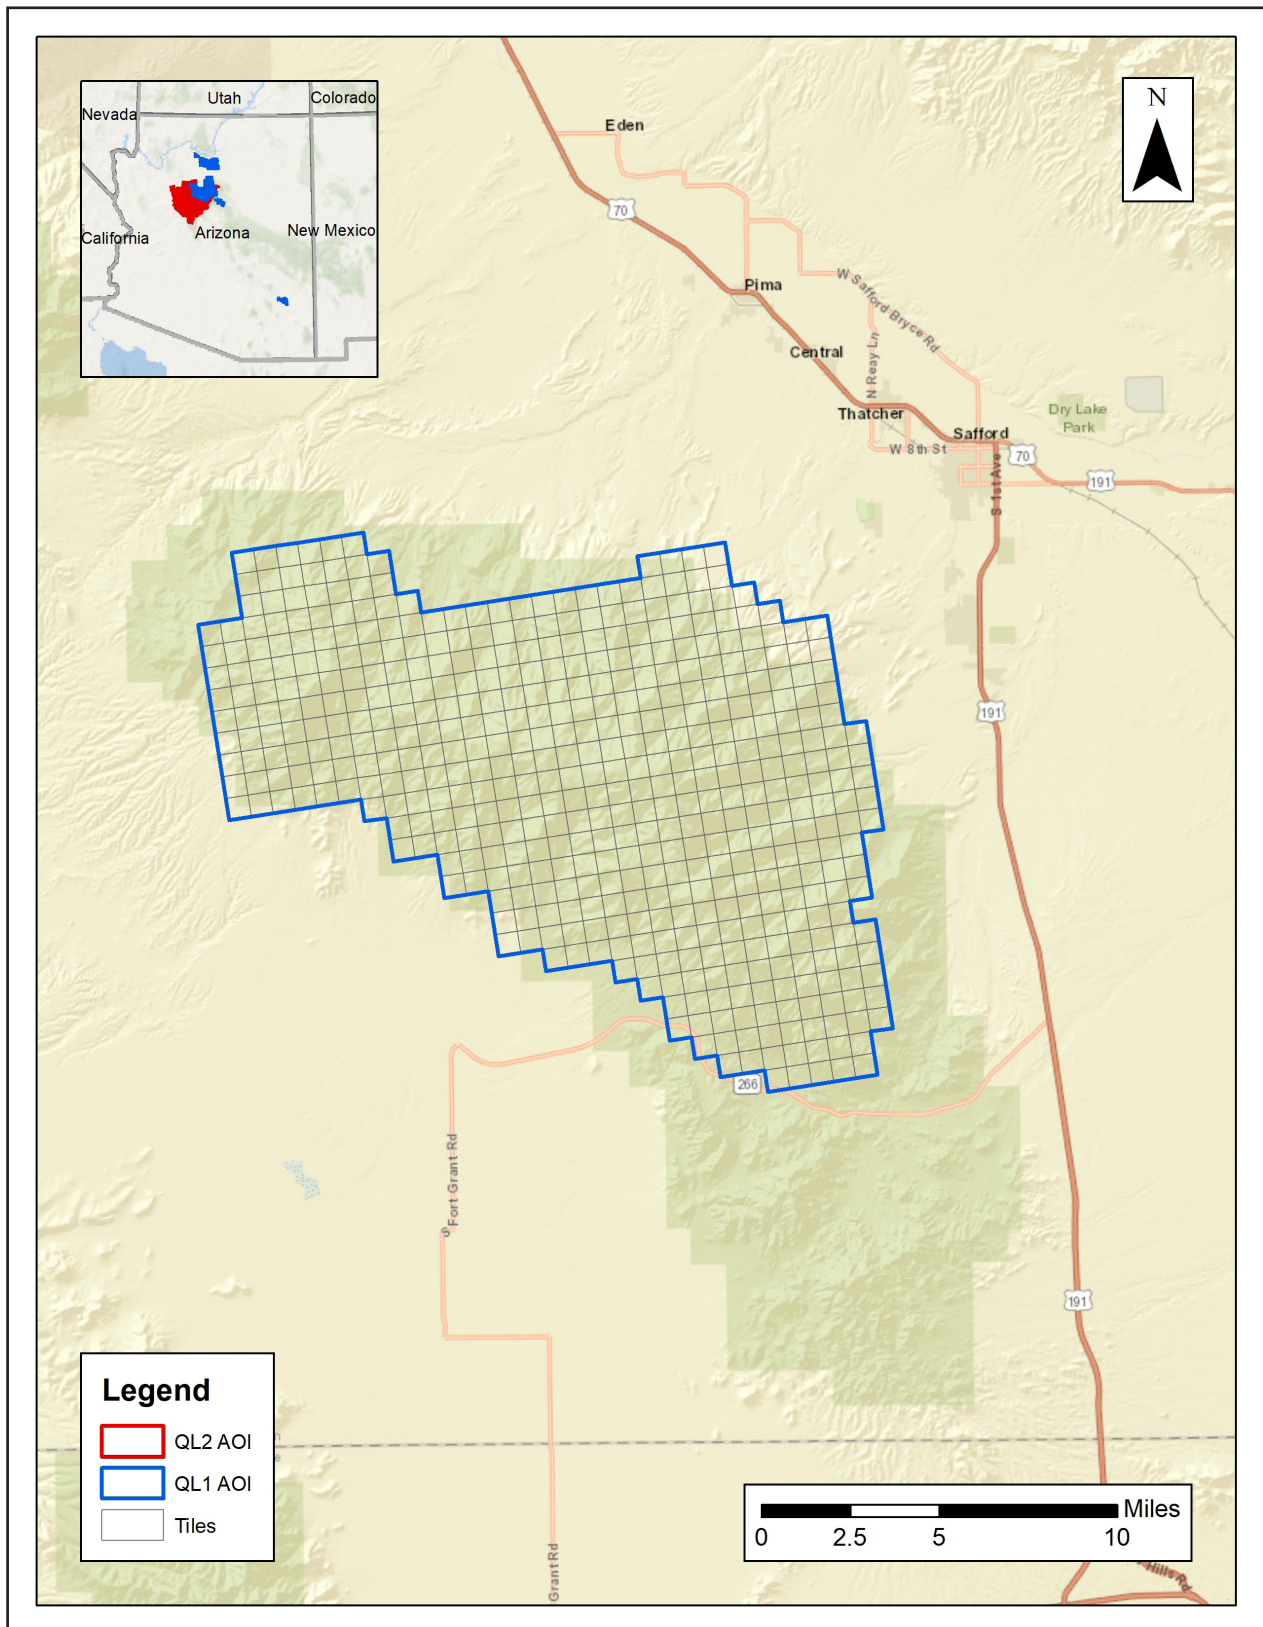 Utah
Colorado
Nevada
California
Arizona
New Mexico
N
Eden
70
Pima
W Safford Bryce Rd
Central
N Reay Ln
Thatcher
Dry Lake
Park
Safford
W 8th St
70
191
S 1st Ave
191
266
S Fort Grant Rd
191
Legend
QL2 AOI
QL1 AOI
Tiles
Miles
0
2.5
5
10
Grant Rd
Hills Rd